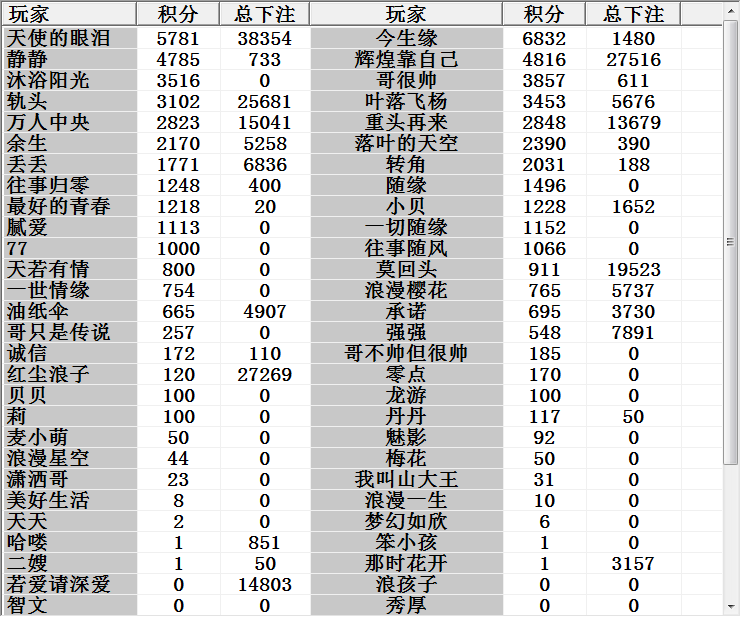 玩家 积分 总下注 玩家 积分 总下注
天使的眼泪 5781 38354 今生缘 6832 1480
静静 4785 733 辉煌靠自己 4816 27516
沐浴阳光 3516 0 哥很帅 3857 611
轨头 3102 25681 叶落飞杨 3453 5676
万人中央 2823 15041 重头再来 2848 13679
余生 2170 5258 落叶的天空 2390 390
丢丢 1771 6836 转角 2031 188
往事归零 1248 400 随缘 1496 0
最好的青春 1218 20 小贝 1228 1652
腻爱 1113 0 一切随缘 1152 0
77 1000 0 往事随风 1066 0
天若有情 800 0 莫回头 911 19523
一世情缘 754 0 浪漫樱花 765 5737
油纸伞 665 4907 承诺 695 3730
哥只是传说 257 0 强强 548 7891
诚信 172 110 哥不帅但很帅 185 0
红尘浪子 120 27269 零点 170 0
贝贝 100 0 龙游 100 0
莉 100 0 丹丹 117 50
麦小萌 50 0 魅影 92 0
浪漫星空 44 0 梅花 50 0
潇洒哥 23 0 我叫山大王 31 0
美好生活 8 0 浪漫一生 10 0
天天 2 0 梦幻如欣 6 0
哈喽 1 851 笨小孩 1 0
二嫂 1 50 那时花开 1 3157
若爱请深爱 0 14803 浪孩子 0 0
智文 0 0 秀厚 0 0